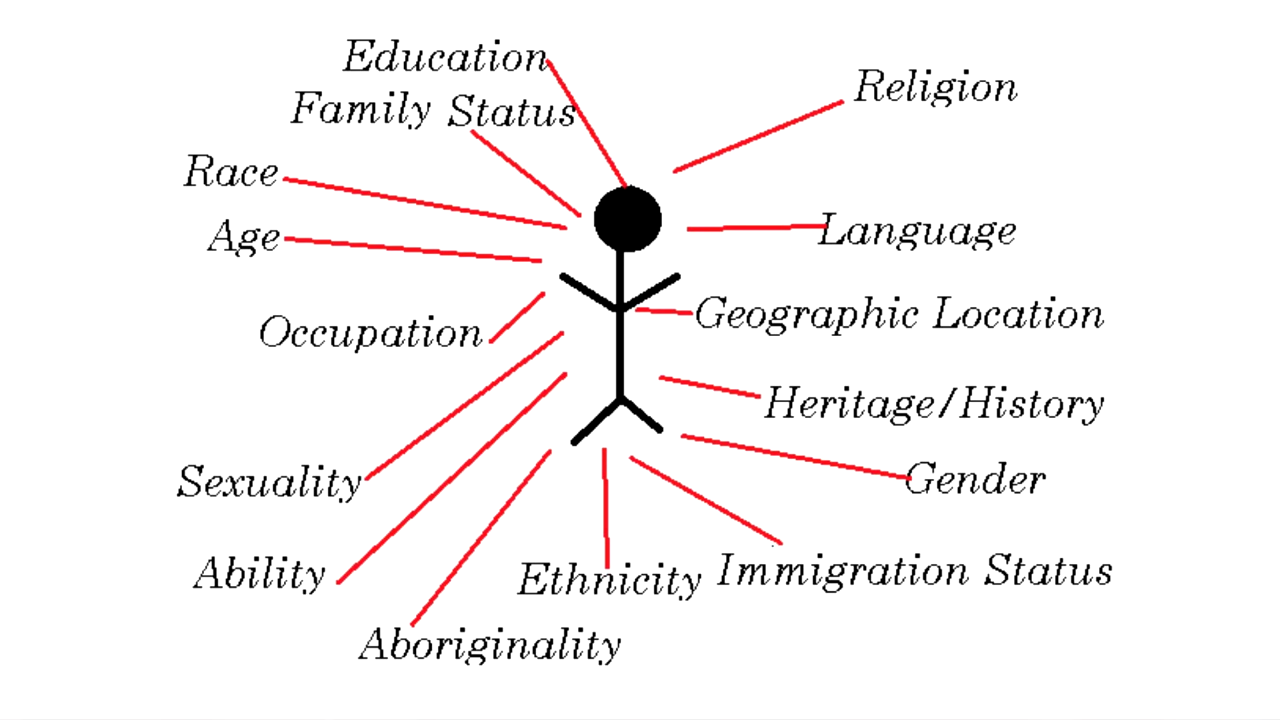 Education
Religion
Family Status
Race
Age
Language
Geographic Location
Occupation
Heritage/History
Sexuality
Gender
Ability
Ethnicity
Immigration Status
Aboriginality